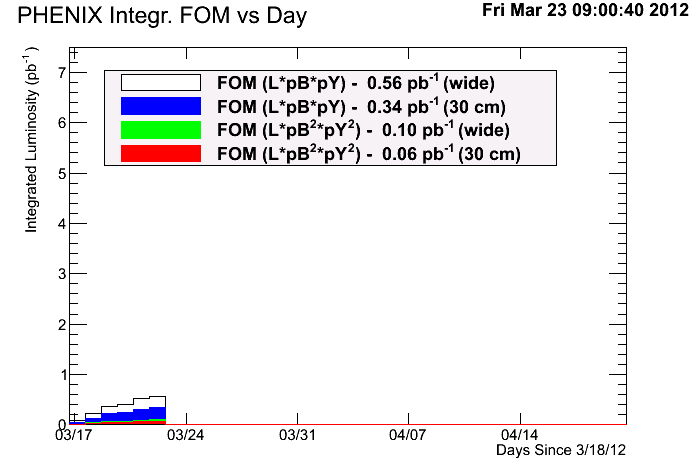 PHENIX Integr. FOM vs Day
Fri Mar 23 09:00:40 2012
Integrated Luminosity (pb⁻¹)
7
6
5
4
3
2
1
0
FOM (L*pB*pY) - 0.56 pb⁻¹ (wide)
FOM (L*pB*pY) - 0.34 pb⁻¹ (30 cm)
FOM (L*pB²*pY²) - 0.10 pb⁻¹ (wide)
FOM (L*pB²*pY²) - 0.06 pb⁻¹ (30 cm)
03/17 03/24 03/31 04/07 04/14
Days Since 3/18/12